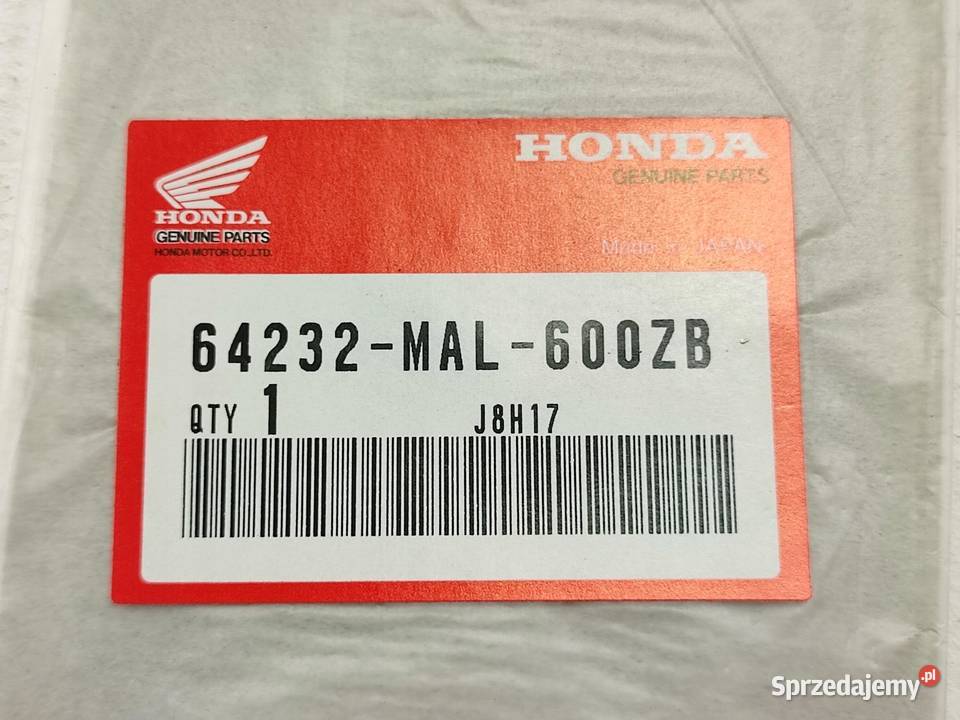 HONDA
GENUINE PARTS
HONDA MOTOR CO., LTD.
HONDA
GENUINE PARTS
Made in JAPAN
64232-MAL-600ZB
QTY 1 J8H17
Sprzedajemy.pl